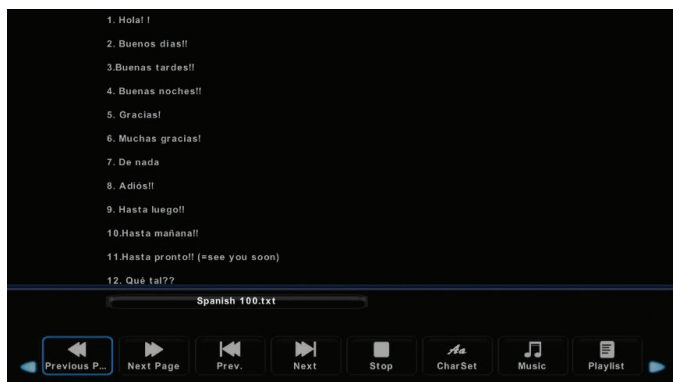 1. Hola! !
2. Buenos dias!!
3.Buenas tardes!!
4. Buenas noches!!
5. Gracias!
6. Muchas gracias!
7. De nada
8. Adiós!!
9. Hasta luego!!
10.Hasta mañana!!
11.Hasta pronto!! (=see you soon)
12. Qué tal??
Spanish 100.txt
Previous P... Next Page Prev. Next Stop CharSet Music Playlist